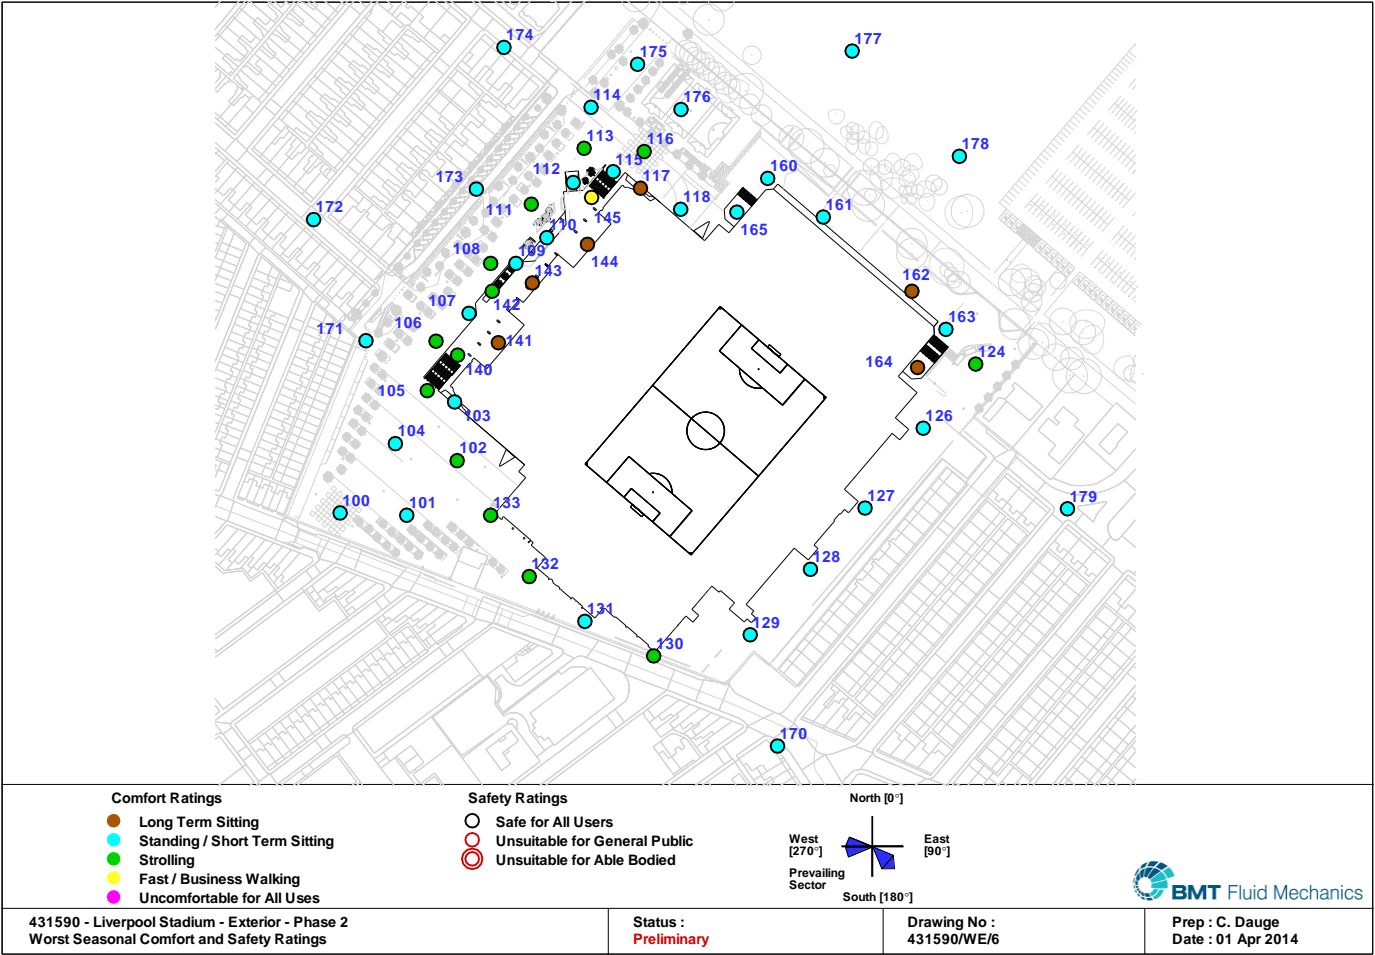 174
177
175
114
176
113
116
178
115
160
112
117
173
118
172
111
161
110
145
165
108
109
144
143
162
107
142
163
171
106
141
124
164
140
105
103
126
104
102
100
101
133
127
179
132
128
131
129
130
170
Comfort Ratings
Long Term Sitting
Standing / Short Term Sitting
Strolling
Fast / Business Walking
Uncomfortable for All Uses
Safety Ratings
Safe for All Users
Unsuitable for General Public
Unsuitable for Able Bodied
North [0°]
West
[270°]
East
[90°]
Prevailing
Sector
South [180°]
BMT Fluid Mechanics
431590 - Liverpool Stadium - Exterior - Phase 2
Worst Seasonal Comfort and Safety Ratings
Status :
Preliminary
Drawing No :
431590/WE/6
Prep : C. Dauge
Date : 01 Apr 2014